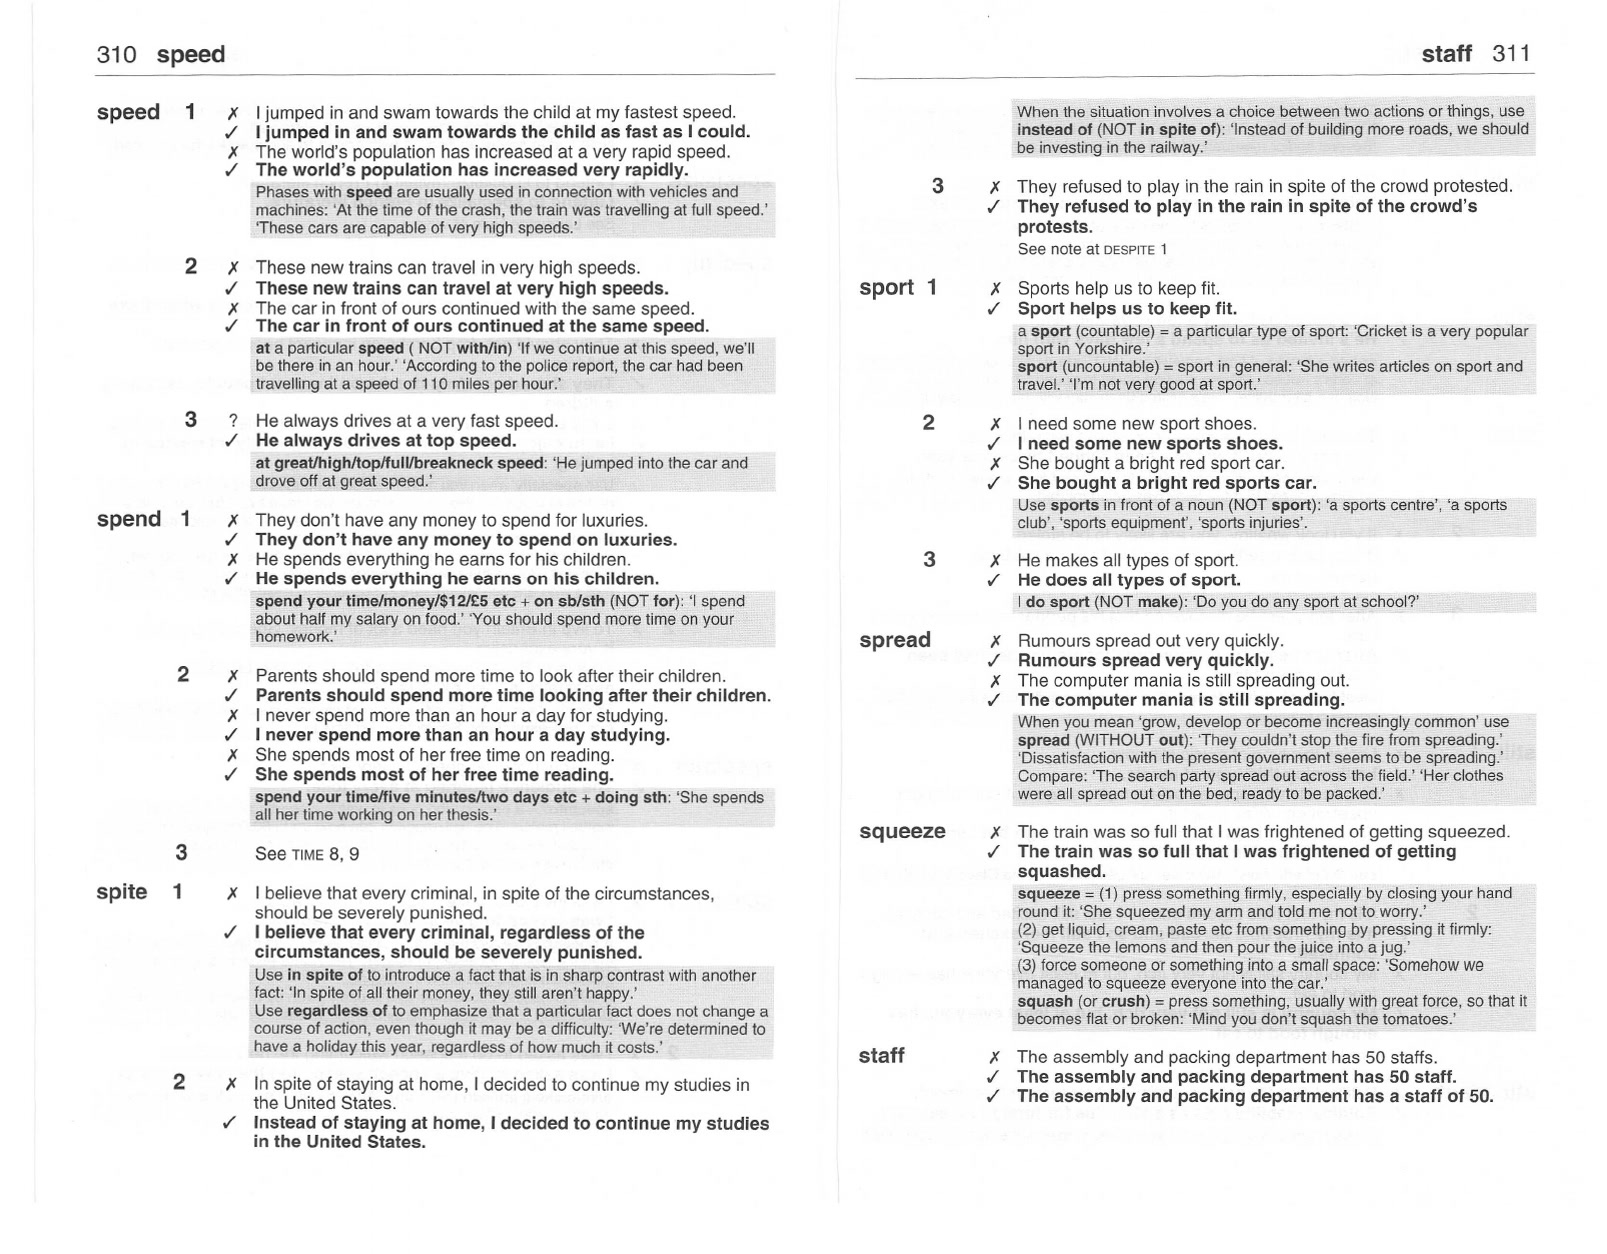 310 speed
speed 1 ✗ I jumped in and swam towards the child at my fastest speed.
✓ I jumped in and swam towards the child as fast as I could.
✗ The world's population has increased at a very rapid speed.
✓ The world's population has increased very rapidly.
Phases with speed are usually used in connection with vehicles and
machines: 'At the time of the crash, the train was travelling at full speed.'
'These cars are capable of very high speeds.'
2 ✗ These new trains can travel in very high speeds.
✓ These new trains can travel at very high speeds.
✗ The car in front of ours continued with the same speed.
✓ The car in front of ours continued at the same speed.
at a particular speed ( NOT with/in) 'If we continue at this speed, we'll
be there in an hour.' 'According to the police report, the car had been
travelling at a speed of 110 miles per hour.'
3 ? He always drives at a very fast speed.
✓ He always drives at top speed.
at great/high/top/full/breakneck speed: 'He jumped into the car and
drove off at great speed.'
spend 1 ✗ They don't have any money to spend for luxuries.
✓ They don't have any money to spend on luxuries.
✗ He spends everything he earns for his children.
✓ He spends everything he earns on his children.
spend your time/money/$12/£5 etc + on sb/sth (NOT for): 'I spend
about half my salary on food.' 'You should spend more time on your
homework.'
2 ✗ Parents should spend more time to look after their children.
✓ Parents should spend more time looking after their children.
✗ I never spend more than an hour a day for studying.
✓ I never spend more than an hour a day studying.
✗ She spends most of her free time on reading.
✓ She spends most of her free time reading.
spend your time/five minutes/two days etc + doing sth: 'She spends
all her time working on her thesis.'
3 See TIME 8, 9
spite 1 ✗ I believe that every criminal, in spite of the circumstances,
should be severely punished.
✓ I believe that every criminal, regardless of the
circumstances, should be severely punished.
Use in spite of to introduce a fact that is in sharp contrast with another
fact: 'In spite of all their money, they still aren't happy.'
Use regardless of to emphasize that a particular fact does not change a
course of action, even though it may be a difficulty: 'We're determined to
have a holiday this year, regardless of how much it costs.'
2 ✗ In spite of staying at home, I decided to continue my studies in
the United States.
✓ Instead of staying at home, I decided to continue my studies
in the United States.
staff 311
When the situation involves a choice between two actions or things, use
instead of (NOT in spite of): 'Instead of building more roads, we should
be investing in the railway.'
3 ✗ They refused to play in the rain in spite of the crowd protested.
✓ They refused to play in the rain in spite of the crowd's
protests.
See note at DESPITE 1
sport 1 ✗ Sports help us to keep fit.
✓ Sport helps us to keep fit.
a sport (countable) = a particular type of sport: 'Cricket is a very popular
sport in Yorkshire.'
sport (uncountable) = sport in general: 'She writes articles on sport and
travel.' 'I'm not very good at sport.'
2 ✗ I need some new sport shoes.
✓ I need some new sports shoes.
✗ She bought a bright red sport car.
✓ She bought a bright red sports car.
Use sports in front of a noun (NOT sport): 'a sports centre', 'a sports
club', 'sports equipment', 'sports injuries'.
3 ✗ He makes all types of sport.
✓ He does all types of sport.
I do sport (NOT make): 'Do you do any sport at school?'
spread ✗ Rumours spread out very quickly.
✓ Rumours spread very quickly.
✗ The computer mania is still spreading out.
✓ The computer mania is still spreading.
When you mean 'grow, develop or become increasingly common' use
spread (WITHOUT out): 'They couldn't stop the fire from spreading.'
'Dissatisfaction with the present government seems to be spreading.'
Compare: 'The search party spread out across the field.' 'Her clothes
were all spread out on the bed, ready to be packed.'
squeeze ✗ The train was so full that I was frightened of getting squeezed.
✓ The train was so full that I was frightened of getting
squashed.
squeeze = (1) press something firmly, especially by closing your hand
round it: 'She squeezed my arm and told me not to worry.'
(2) get liquid, cream, paste etc from something by pressing it firmly:
'Squeeze the lemons and then pour the juice into a jug.'
(3) force someone or something into a small space: 'Somehow we
managed to squeeze everyone into the car.'
squash (or crush) = press something, usually with great force, so that it
becomes flat or broken: 'Mind you don't squash the tomatoes.'
staff ✗ The assembly and packing department has 50 staffs.
✓ The assembly and packing department has 50 staff.
✓ The assembly and packing department has a staff of 50.